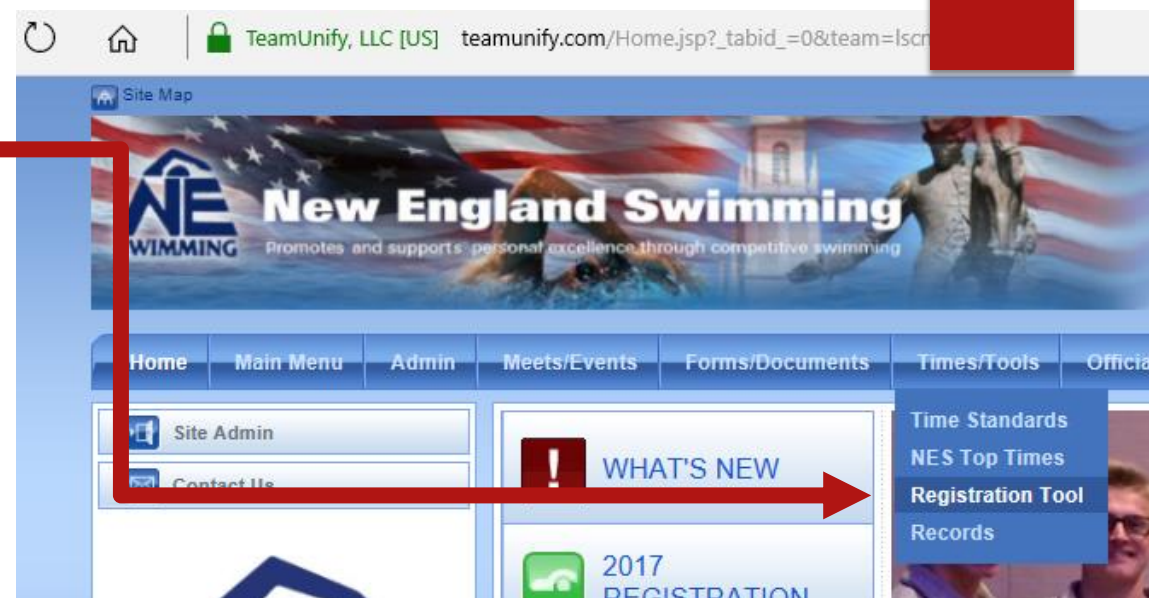 TeamUnify, LLC [US] teamunify.com/Home.jsp?_tabid_=0&team=lscn
Site Map
NE
WIMMING
New England Swimming
Promotes and supports personal excellence through competitive swimming
Home Main Menu Admin Meets/Events Forms/Documents Times/Tools Officia
Time Standards
NES Top Times
Registration Tool
Records
Site Admin
Contact Us
! WHAT'S NEW
2017
REGISTRATION